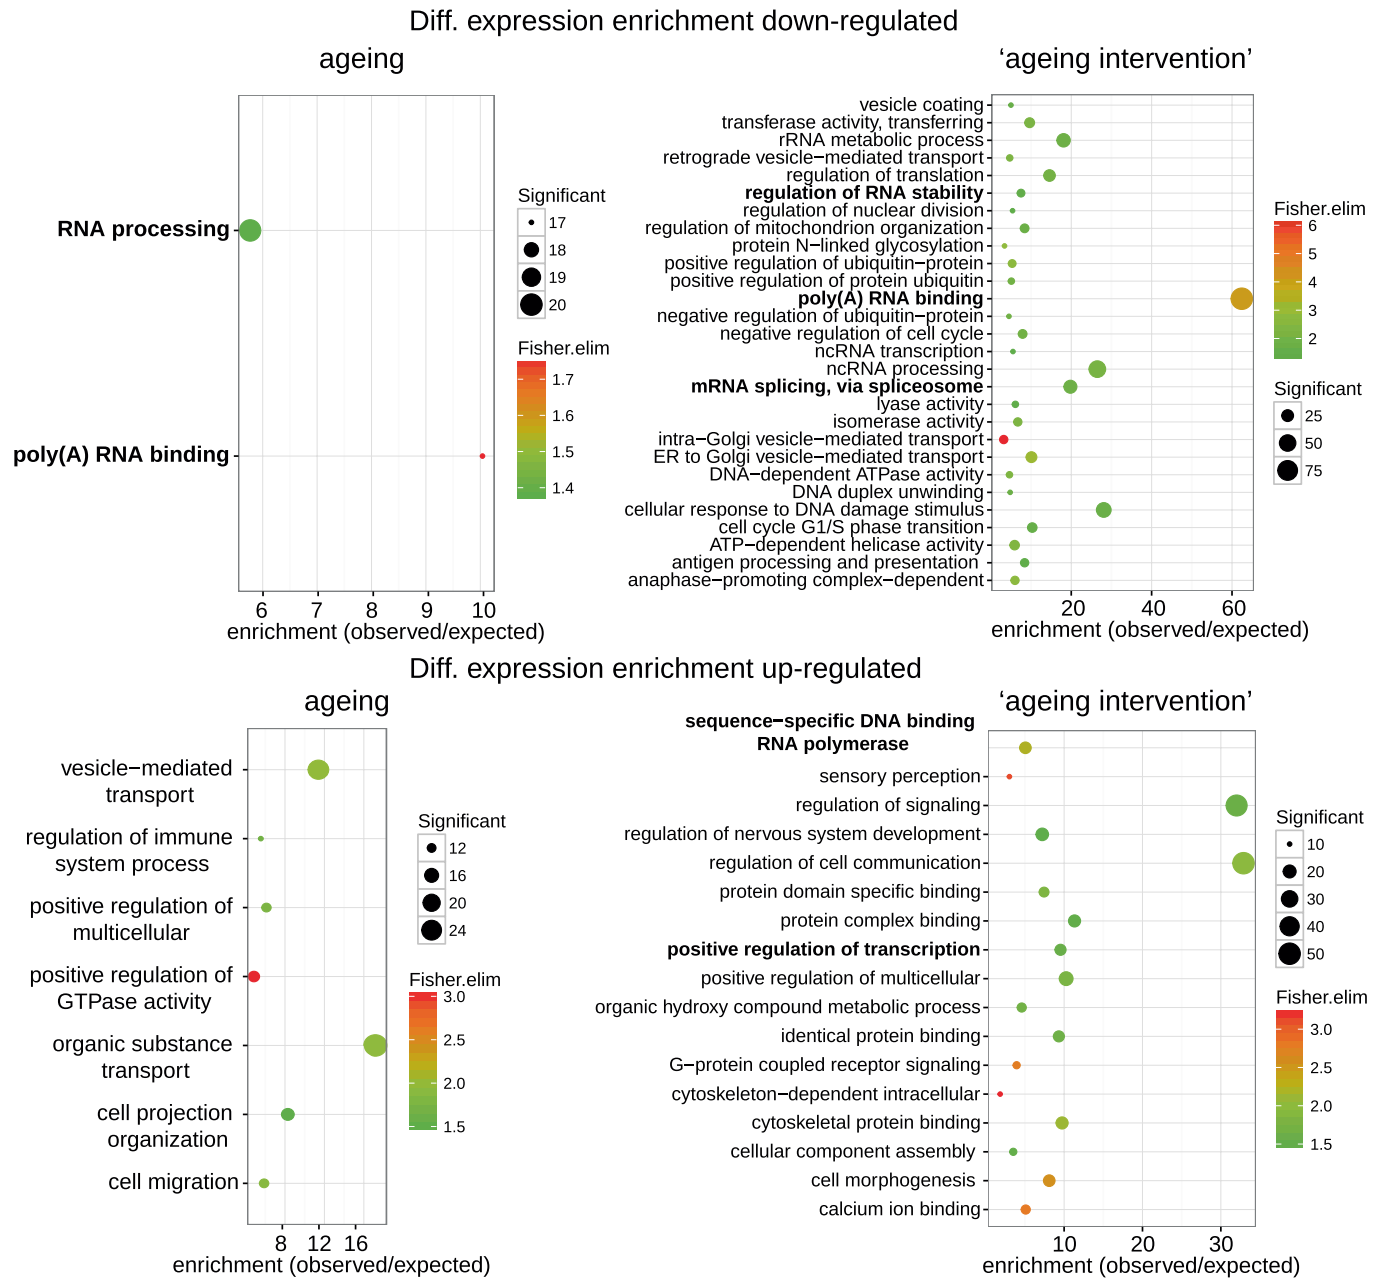 Diff. expression enrichment down-regulated
ageing
RNA processing
poly(A) RNA binding
6 7 8 9 10
enrichment (observed/expected)
Significant
17
18
19
20
Fisher.elim
1.7
1.6
1.5
1.4
‘ageing intervention’
vesicle coating
transferase activity, transferring
rRNA metabolic process
retrograde vesicle−mediated transport
regulation of translation
regulation of RNA stability
regulation of nuclear division
regulation of mitochondrion organization
protein N−linked glycosylation
positive regulation of ubiquitin−protein
positive regulation of protein ubiquitin
poly(A) RNA binding
negative regulation of ubiquitin−protein
negative regulation of cell cycle
ncRNA transcription
ncRNA processing
mRNA splicing, via spliceosome
lyase activity
isomerase activity
intra−Golgi vesicle−mediated transport
ER to Golgi vesicle−mediated transport
DNA−dependent ATPase activity
DNA duplex unwinding
cellular response to DNA damage stimulus
cell cycle G1/S phase transition
ATP−dependent helicase activity
antigen processing and presentation
anaphase−promoting complex−dependent
20 40 60
enrichment (observed/expected)
Fisher.elim
6
5
4
3
2
Significant
25
50
75
Diff. expression enrichment up-regulated
ageing
vesicle−mediated
transport
regulation of immune
system process
positive regulation of
multicellular
positive regulation of
GTPase activity
organic substance
transport
cell projection
organization
cell migration
8 12 16
enrichment (observed/expected)
Significant
12
16
20
24
Fisher.elim
3.0
2.5
2.0
1.5
‘ageing intervention’
sequence−specific DNA binding
RNA polymerase
sensory perception
regulation of signaling
regulation of nervous system development
regulation of cell communication
protein domain specific binding
protein complex binding
positive regulation of transcription
positive regulation of multicellular
organic hydroxy compound metabolic process
identical protein binding
G−protein coupled receptor signaling
cytoskeleton−dependent intracellular
cytoskeletal protein binding
cellular component assembly
cell morphogenesis
calcium ion binding
10 20 30
enrichment (observed/expected)
Significant
10
20
30
40
50
Fisher.elim
3.0
2.5
2.0
1.5